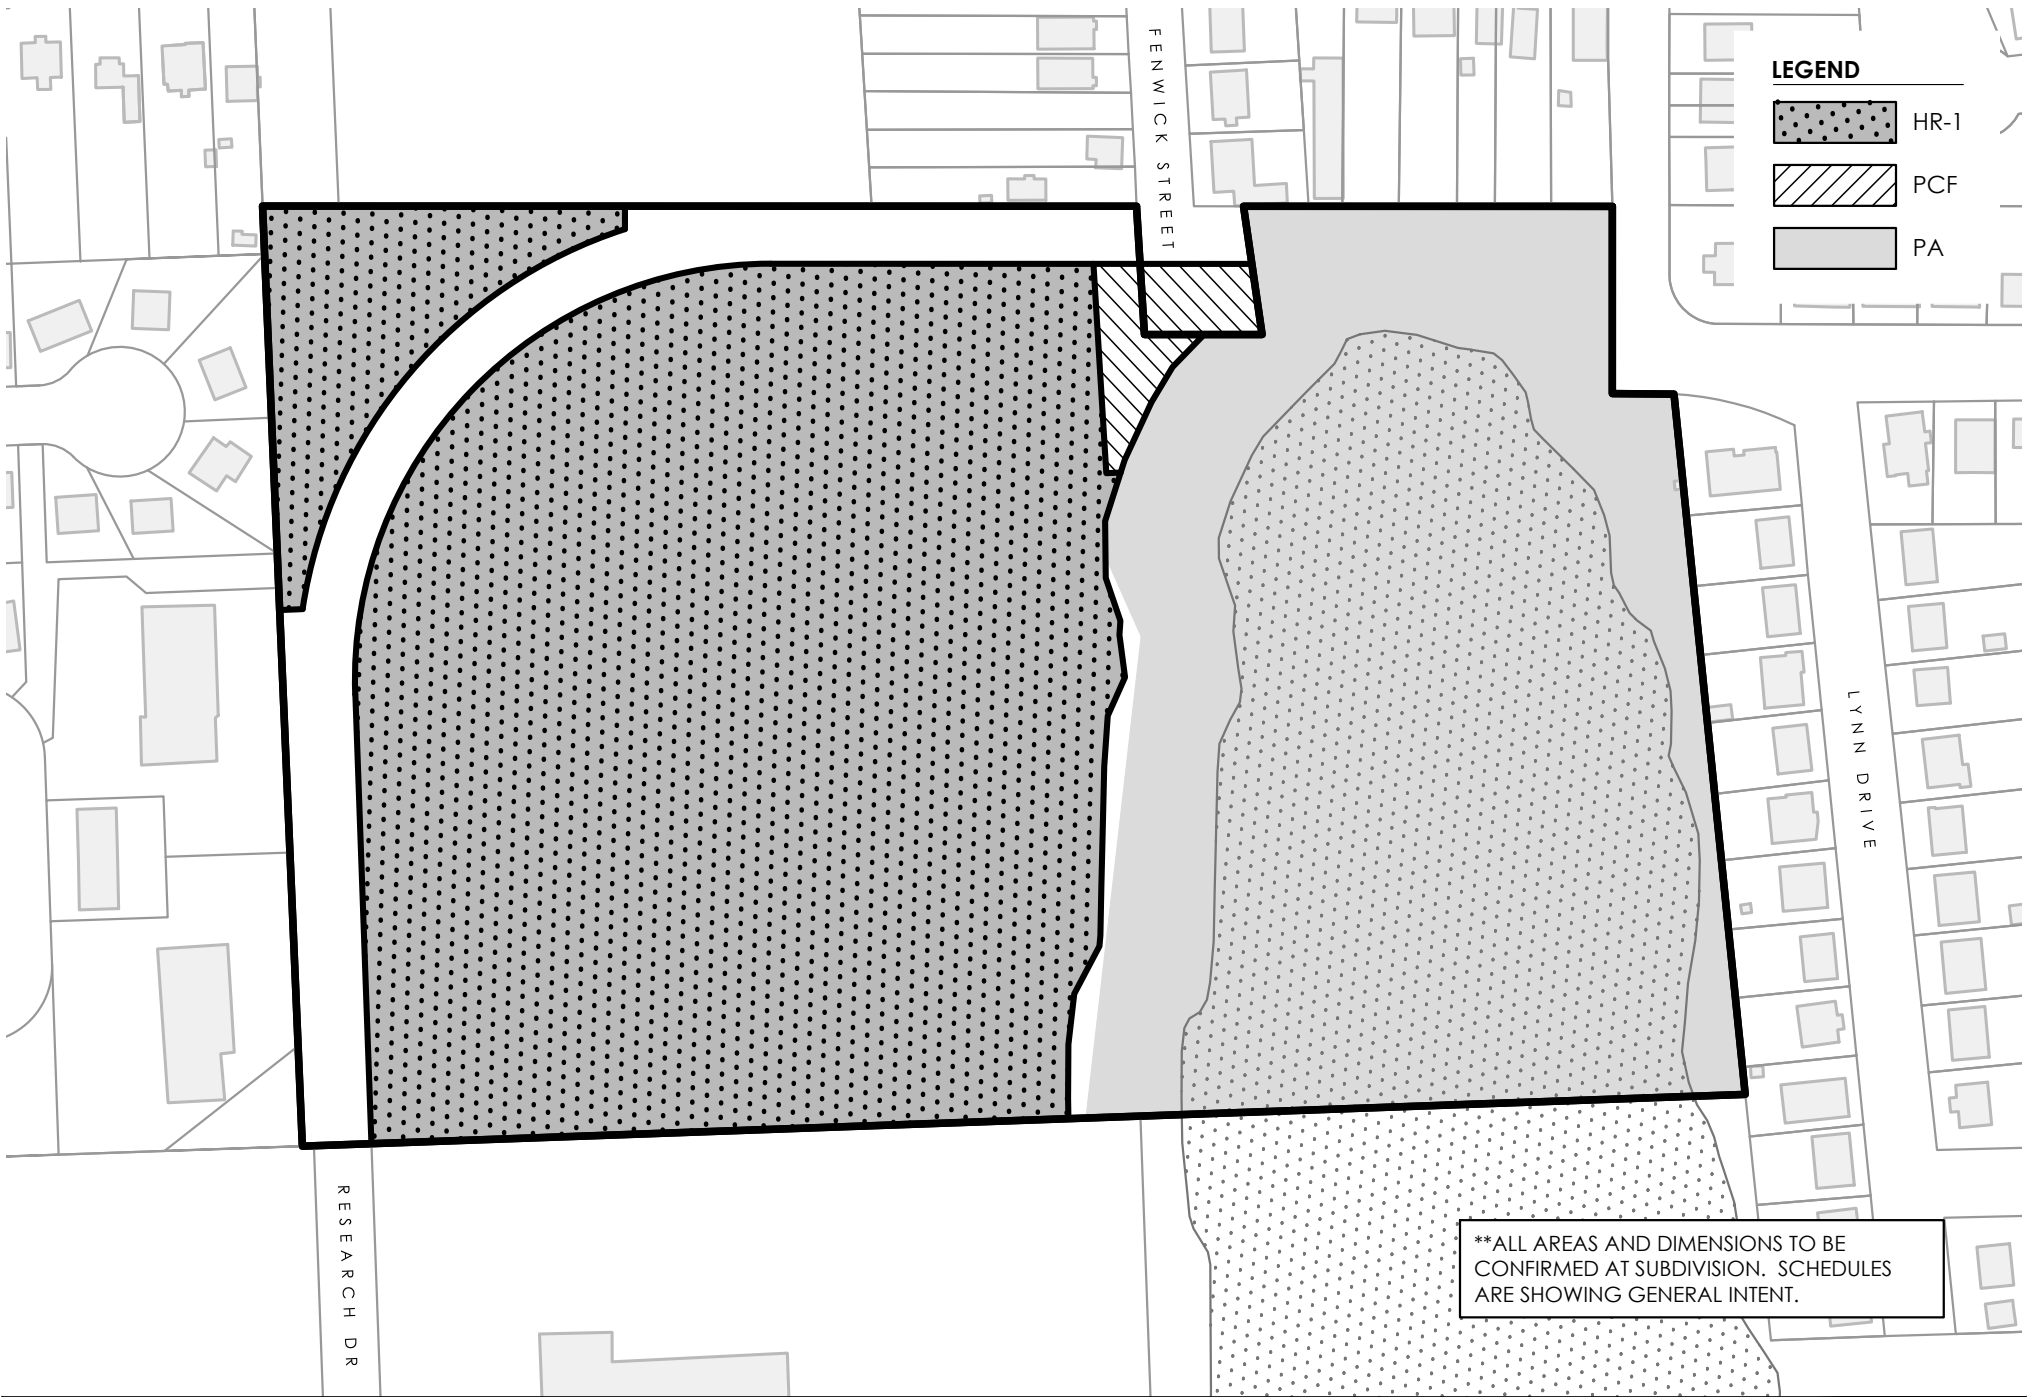 FENWICK STREET
LEGEND
HR-1
PCF
PA
LYNN DRIVE
RESEARCH DR
**ALL AREAS AND DIMENSIONS TO BE
CONFIRMED AT SUBDIVISION. SCHEDULES
ARE SHOWING GENERAL INTENT.